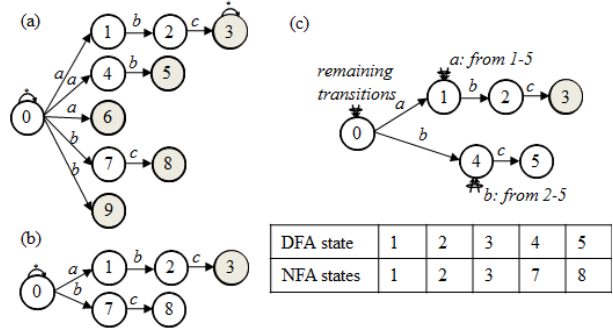 (a)
* 0
a 1 b 2 c 3 *
a 4 b 5
a 6
b 7 c 8
b 9
(b)
* 0 a 1 b 2 c 3
b 7 c 8
(c)
a: from 1-5
remaining
transitions
0 a 1 b 2 c 3
b 4 c 5
b: from 2-5
DFA state 1 2 3 4 5
NFA states 1 2 3 7 8